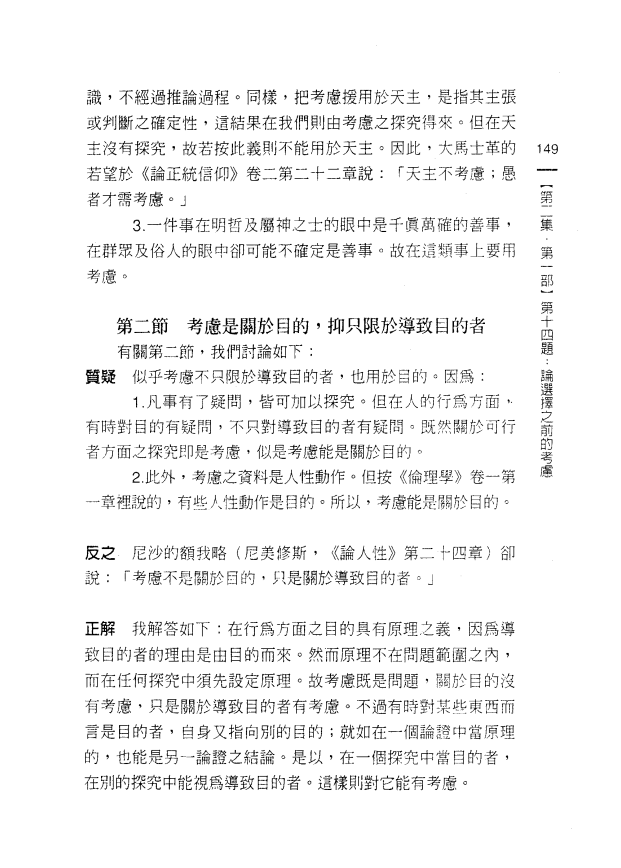 識，不經過推論過程。同樣，把考慮援用於天主，是指其主張
或判斷之確定性，這結果在我們則由考慮之探究得來。但在天
主沒有探究，故若按此義則不能用於天主。因此，大馬士革的
若望於《論正統信仰》卷二第二十二章說：「天主不考慮；愚
者才需考慮。」
3.一件事在明哲及屬神之士的眼中是千眞萬確的善事，
在群眾及俗人的眼中卻可能不確定是善事。故在這類事上要用
考慮。
第二節　考慮是關於目的，抑只限於導致目的者
有關第二節，我們討論如下：
質疑　似乎考慮不只限於導致目的者，也用於目的。因爲：
1.凡事有了疑問，皆可加以探究。但在人的行爲方面，
有時對目的有疑問，不只對導致目的者有疑問。既然關於可行
者方面之探究即是考慮，似是考慮能是關於目的。
2.此外，考慮之資料是人性動作。但按《倫理學》卷一第
一章裡說的，有些人性動作是目的。所以，考慮能是關於目的。
反之　尼沙的額我略（尼美修斯，《論人性》第二十四章）卻
說：「考慮不是關於目的，只是關於導致目的者。」
正解　我解答如下：在行爲方面之目的具有原理之義，因爲導
致目的者的理由是由目的而來。然而原理不在問題範圍之內，
而在任何探究中須先設定原理。故考慮既是問題，關於目的沒
有考慮，只是關於導致目的者有考慮。不過有時對某些東西而
言是目的者，自身又指向別的目的；就如在一個論證中當原理
的，也能是另一論證之結論。是以，在一個探究中當目的者，
在別的探究中能視爲導致目的者。這樣則對它能有考慮。
149
【第二集．第一部】第十四題：論選擇之前的考慮